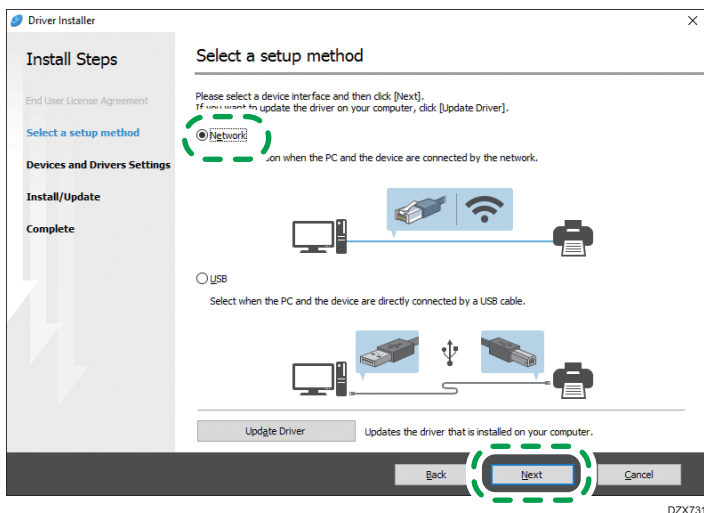 Driver Installer
Install Steps
End User License Agreement
Select a setup method
Devices and Drivers Settings
Install/Update
Complete
Select a setup method
Please select a device interface and then click [Next].
If you want to update the driver on your computer, click [Update Driver].
Network
on when the PC and the device are connected by the network.
USB
Select when the PC and the device are directly connected by a USB cable.
Update Driver
Updates the driver that is installed on your computer.
Back
Next
Cancel
DZX731